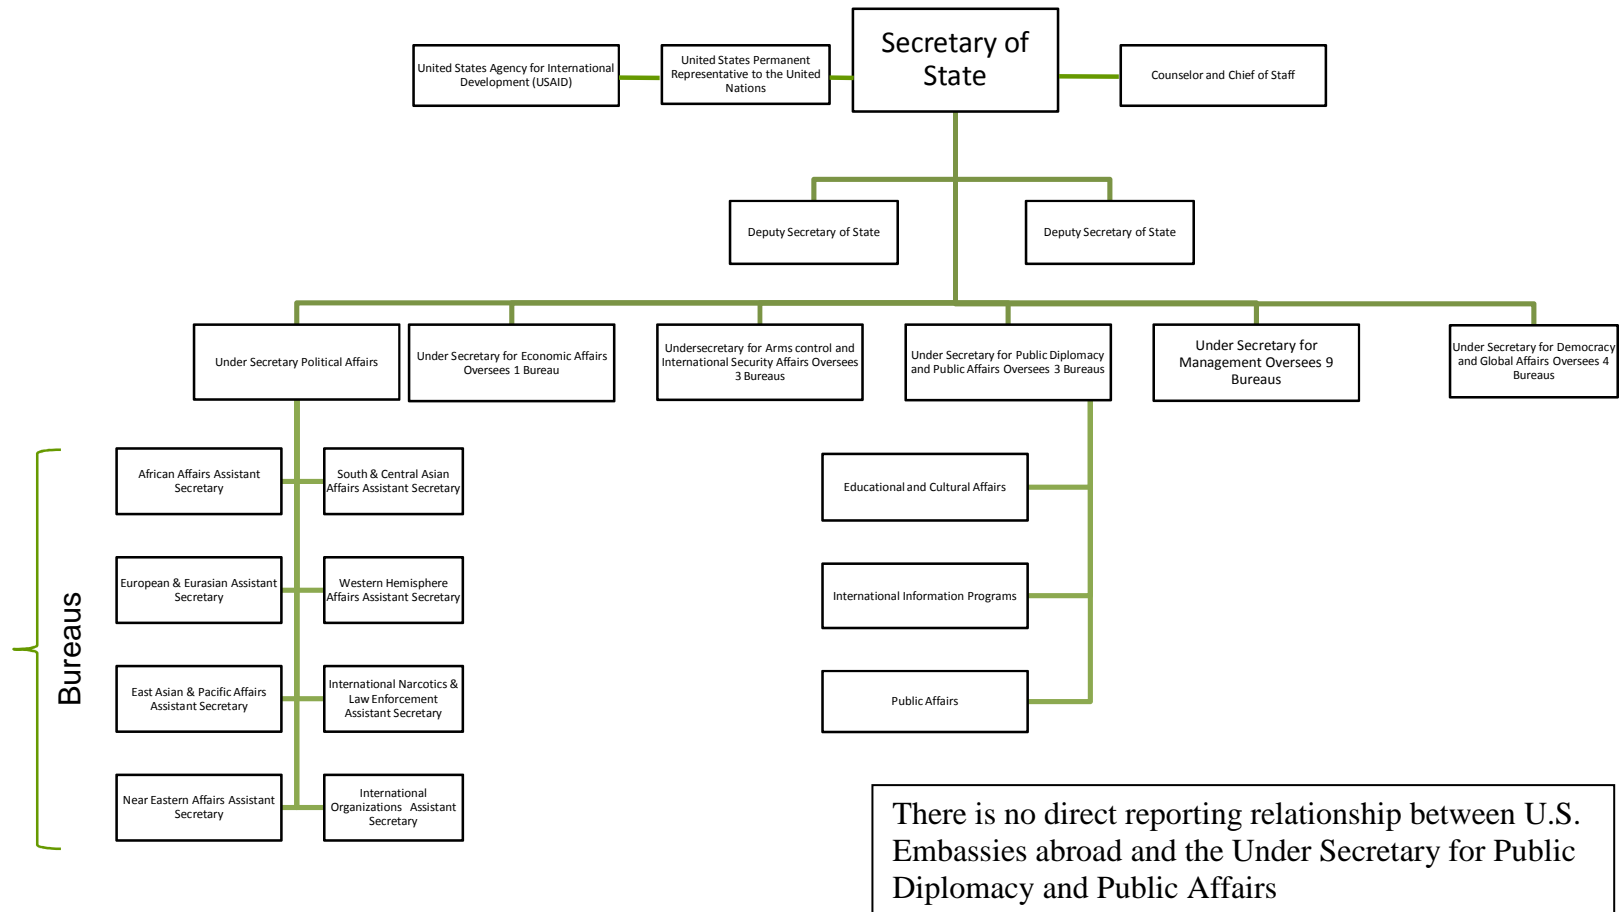 Secretary of
State
United States Agency for International
Development (USAID)
United States Permanent
Representative to the United
Nations
Counselor and Chief of Staff
Deputy Secretary of State
Deputy Secretary of State
Under Secretary Political Affairs
Under Secretary for Economic Affairs
Oversees 1 Bureau
Undersecretary for Arms control and
International Security Affairs Oversees
3 Bureaus
Under Secretary for Public Diplomacy
and Public Affairs Oversees 3 Bureaus
Under Secretary for
Management Oversees 9
Bureaus
Under Secretary for Democracy
and Global Affairs Oversees 4
Bureaus
Bureaus
African Affairs Assistant
Secretary
South & Central Asian
Affairs Assistant Secretary
European & Eurasian Assistant
Secretary
Western Hemisphere
Affairs Assistant Secretary
East Asian & Pacific Affairs
Assistant Secretary
International Narcotics &
Law Enforcement
Assistant Secretary
Near Eastern Affairs Assistant
Secretary
International
Organizations Assistant
Secretary
Educational and Cultural Affairs
International Information Programs
Public Affairs
There is no direct reporting relationship between U.S.
Embassies abroad and the Under Secretary for Public
Diplomacy and Public Affairs